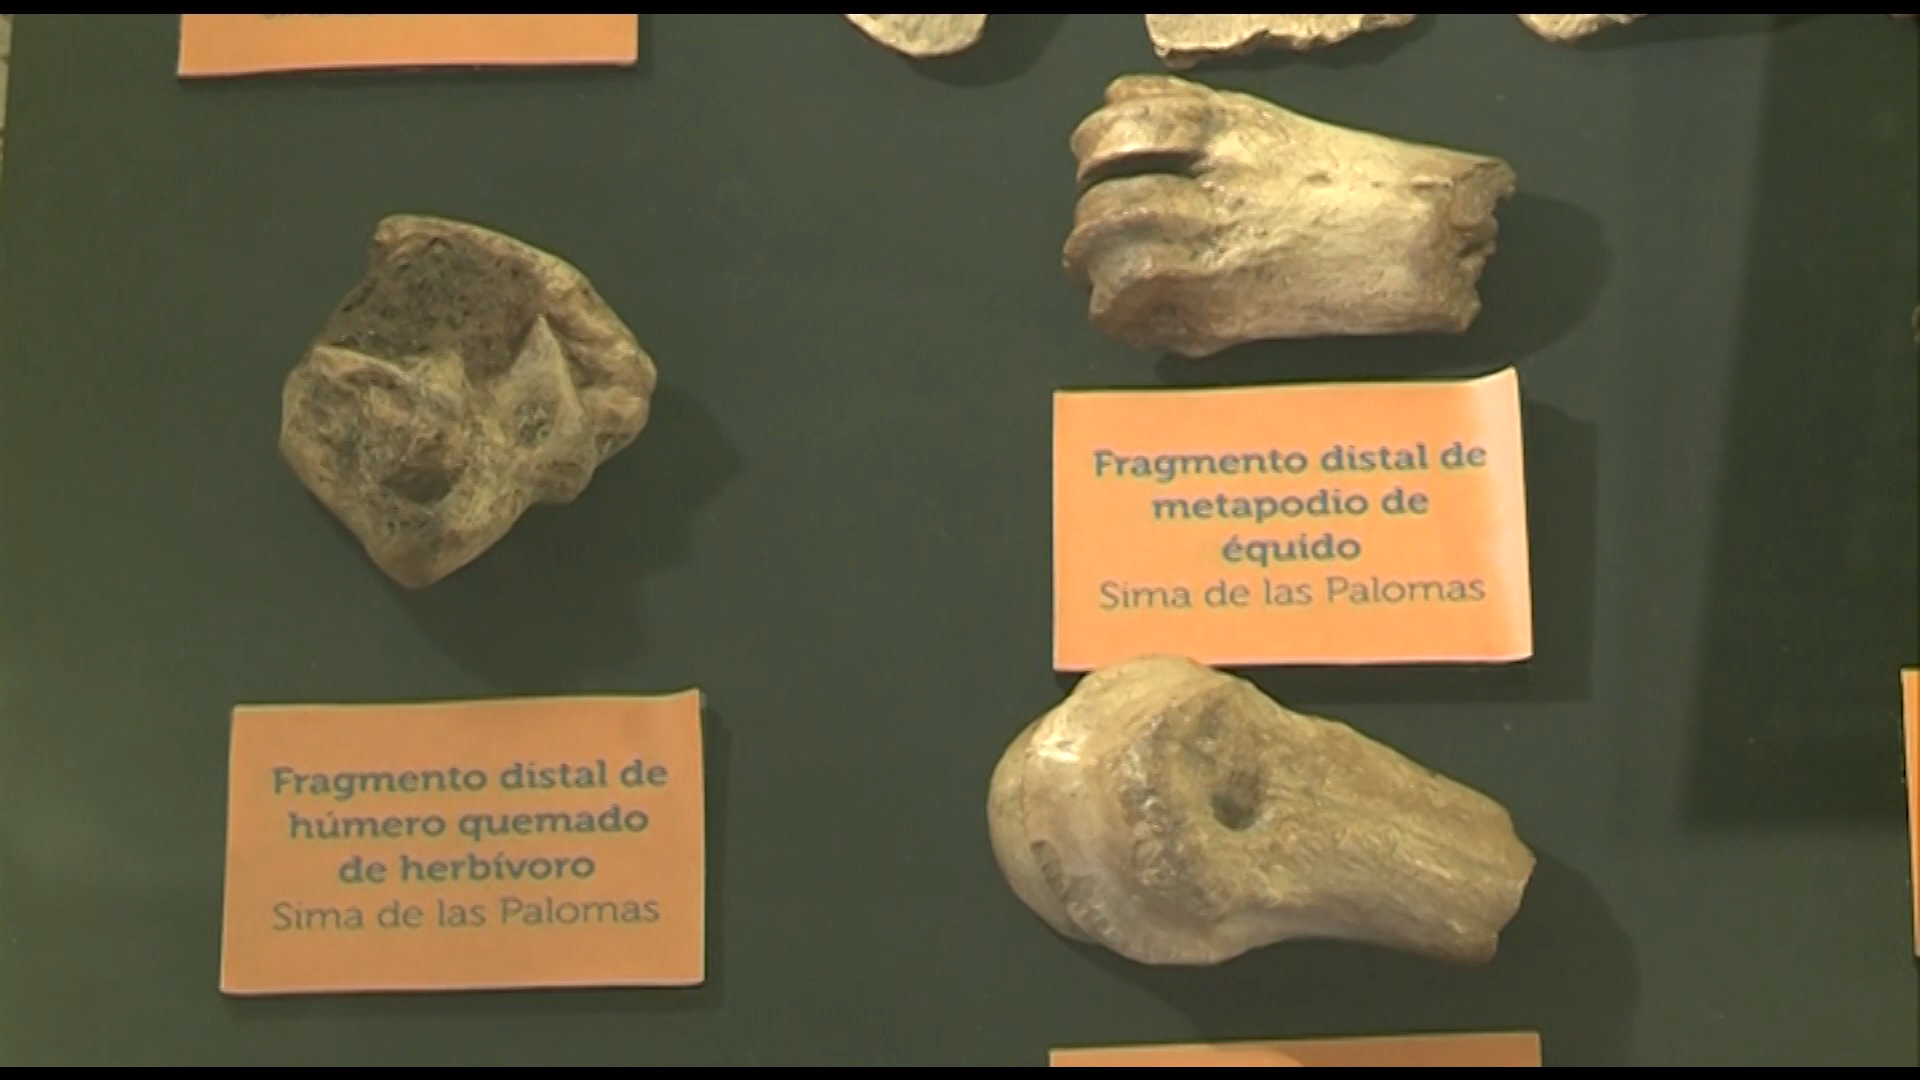 Fragmento distal de
metapodio de
équido
Sima de las Palomas
Fragmento distal de
húmero quemado
de herbívoro
Sima de las Palomas